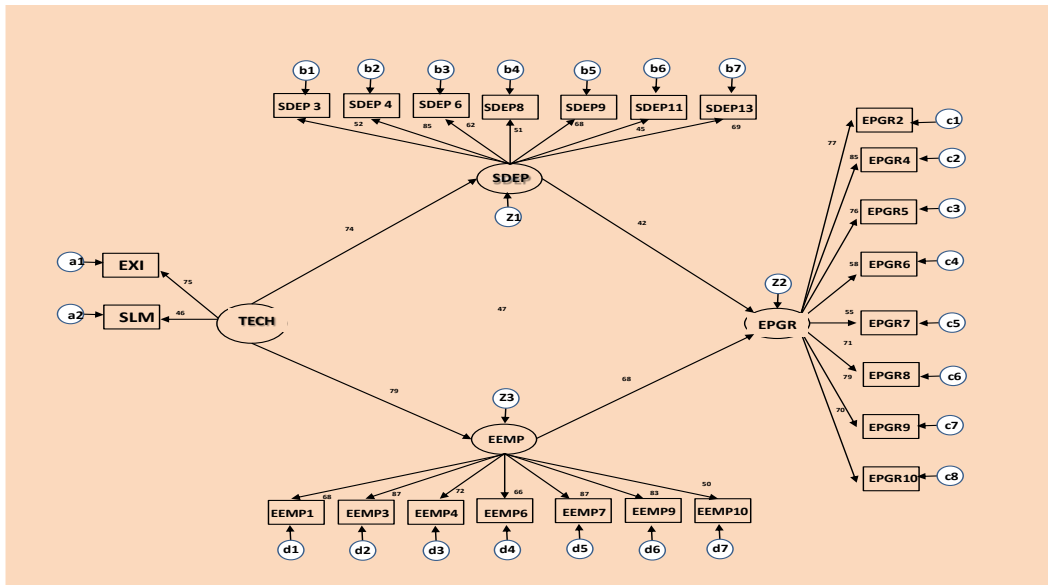 b1
b2
b3
b4
b5
b6
b7
SDEP 3
SDEP 4
SDEP 6
SDEP8
SDEP9
SDEP11
SDEP13
52
85
62
51
68
45
69
SDEP
Z1
EPGR2
c1
77
EPGR4
c2
85
EPGR5
c3
76
EPGR6
c4
58
74
42
a1
EXI
75
a2
SLM
46
TECH
47
Z2
EPGR
55
EPGR7
c5
71
EPGR8
c6
79
EPGR9
c7
70
EPGR10
c8
79
68
Z3
EEMP
68
87
72
66
87
83
50
EEMP1
EEMP3
EEMP4
EEMP6
EEMP7
EEMP9
EEMP10
d1
d2
d3
d4
d5
d6
d7